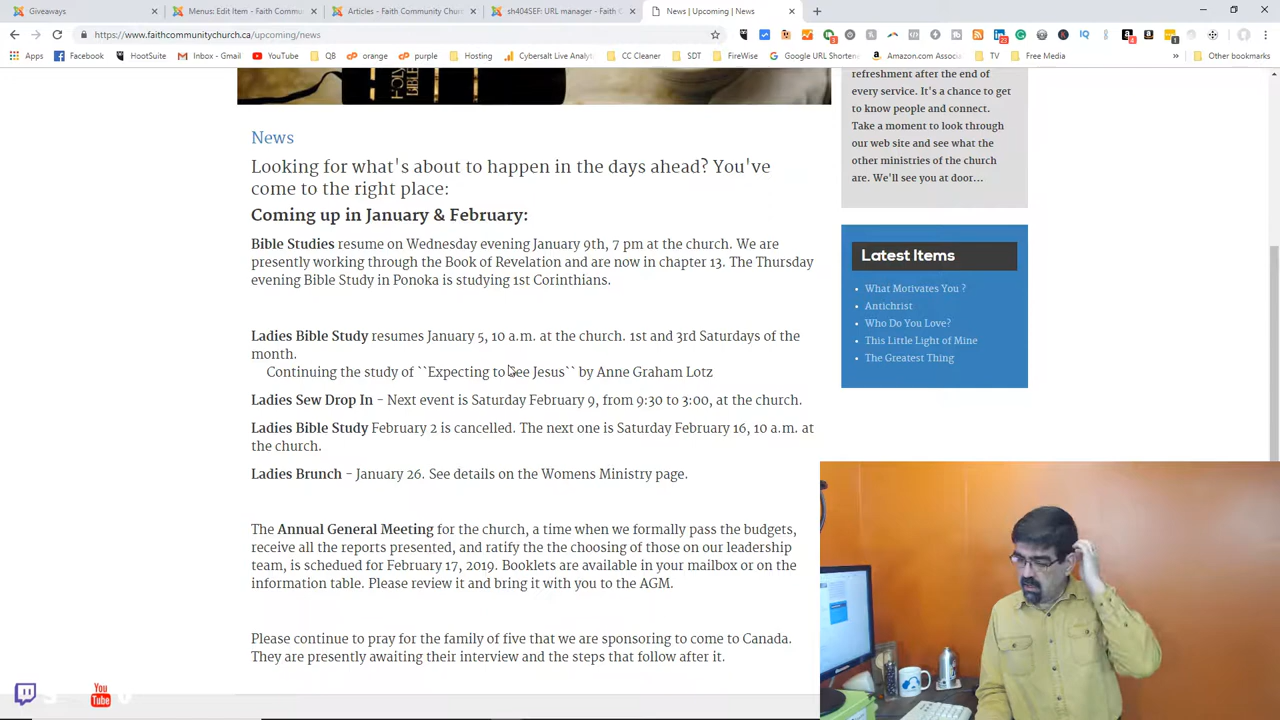 Giveaways
Menus: Edit Item - Faith Commu
Articles - Faith Community Churc
sh404SEF: URL manager - Faith C
News | Upcoming | News
https://www.faithcommunitychurch.ca/upcoming/news
Apps
Facebook
HootSuite
Inbox - Gmail
YouTube
QB
orange
purple
Hosting
Cybersalt Analytics
CC Cleaner
SDT
FireWise
Google URL Shortene
Amazon.com Associ
TV
Free Media
»
Other bookmarks
HOLY
BIBLE
refreshment after the end of
every service. It's a chance to get
to know people and connect.
Take a moment to look through
our web site and see what the
other ministries of the church
are. We'll see you at door...
News
Looking for what's about to happen in the days ahead? You've
come to the right place:
Coming up in January & February:
Bible Studies resume on Wednesday evening January 9th, 7 pm at the church. We are
presently working through the Book of Revelation and are now in chapter 13. The Thursday
evening Bible Study in Ponoka is studying 1st Corinthians.
Ladies Bible Study resumes January 5, 10 a.m. at the church. 1st and 3rd Saturdays of the
month.
Continuing the study of ``Expecting to See Jesus`` by Anne Graham Lotz
Ladies Sew Drop In - Next event is Saturday February 9, from 9:30 to 3:00, at the church.
Ladies Bible Study February 2 is cancelled. The next one is Saturday February 16, 10 a.m. at
the church.
Ladies Brunch - January 26. See details on the Womens Ministry page.
The Annual General Meeting for the church, a time when we formally pass the budgets,
receive all the reports presented, and ratify the the choosing of those on our leadership
team, is schedued for February 17, 2019. Booklets are available in your mailbox or on the
information table. Please review it and bring it with you to the AGM.
Please continue to pray for the family of five that we are sponsoring to come to Canada.
They are presently awaiting their interview and the steps that follow after it.
Latest Items
What Motivates You ?
Antichrist
Who Do You Love?
This Little Light of Mine
The Greatest Thing
You
Tube